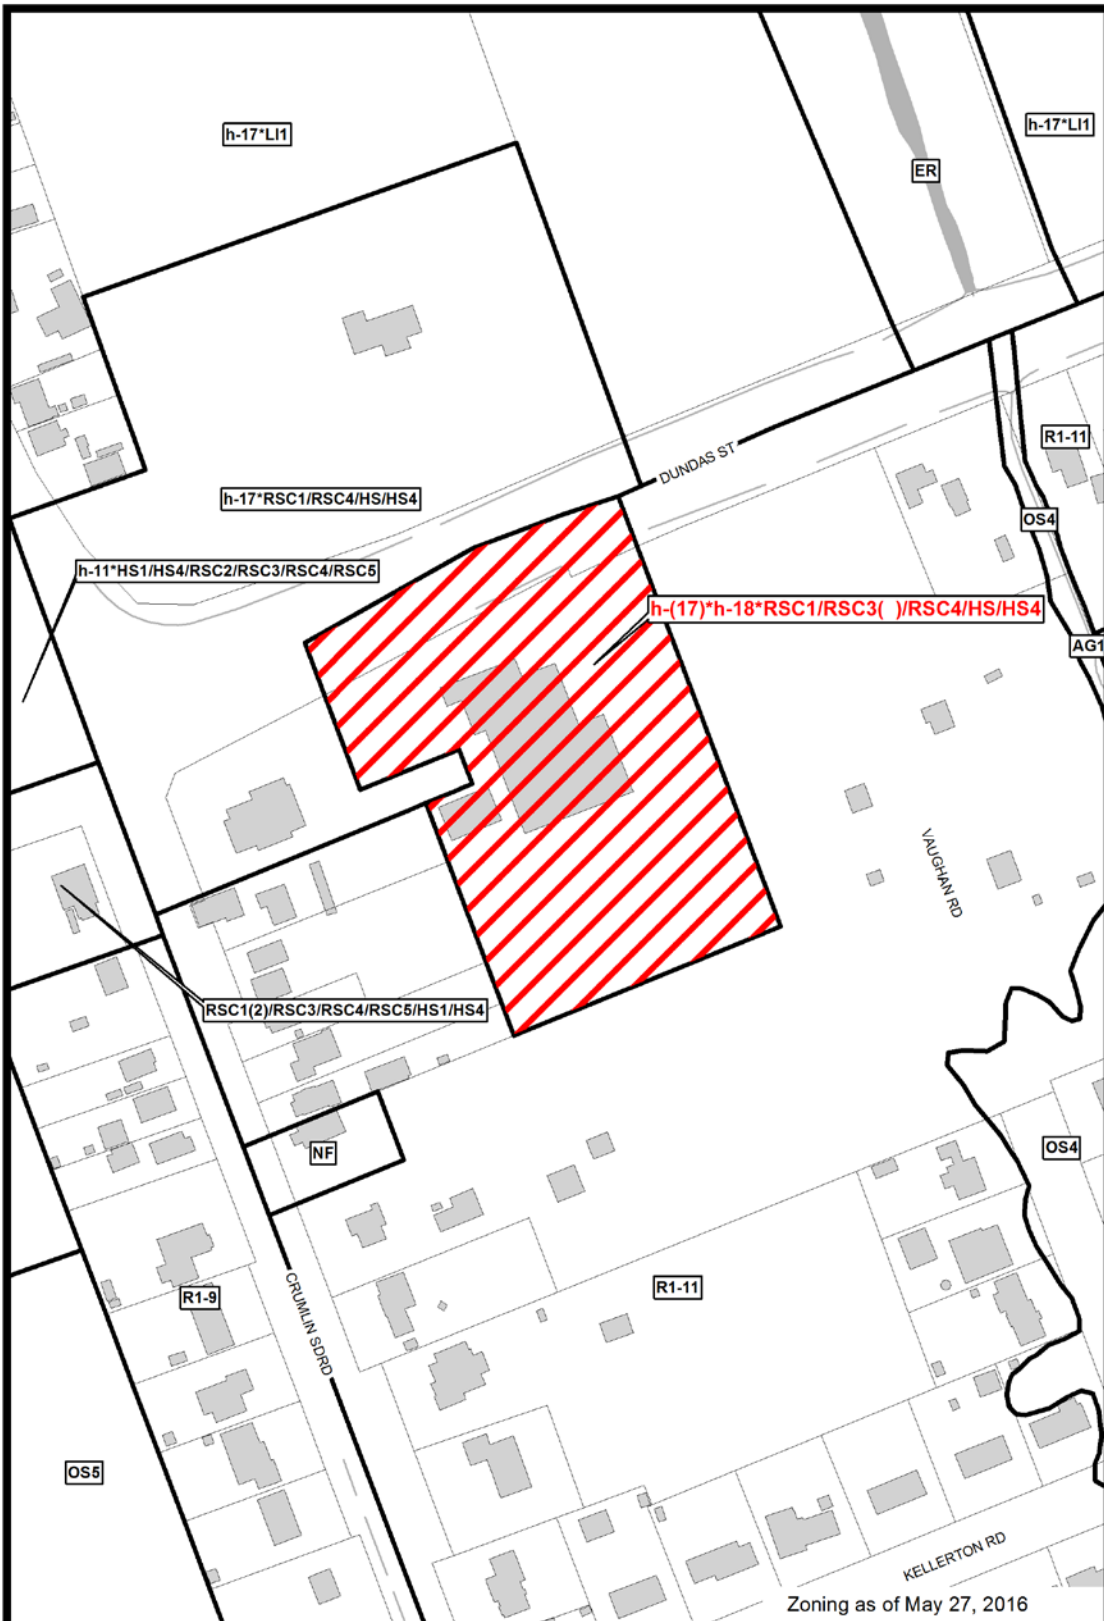 h-17*LI1
h-17*LI1
ER
DUNDAS ST
R1-11
h-17*RSC1/RSC4/HS/HS4
OS4
h-11*HS1/HS4/RSC2/RSC3/RSC4/RSC5
h-(17)*h-18*RSC1/RSC3( )/RSC4/HS/HS4
AG1
VAUGHAN RD
RSC1(2)/RSC3/RSC4/RSC5/HS1/HS4
NF
OS4
R1-9
CRUMLIN SDRD
R1-11
OS5
KELLERTON RD
Zoning as of May 27, 2016